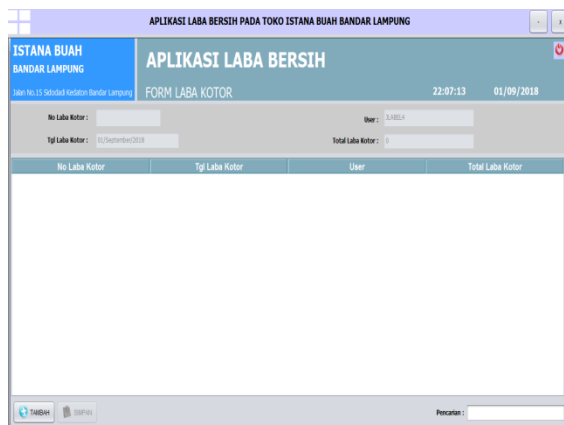 APLIKASI LABA BERSIH PADA TOKO ISTANA BUAH BANDAR LAMPUNG
- x
ISTANA BUAH
BANDAR LAMPUNG
Jalan No.15 Sidodadi Kedaton Bandar Lampung
APLIKASI LABA BERSIH
FORM LABA KOTOR
22:07:13 01/09/2018
No Laba Kotor :
User : JLABEL4
Tgl Laba Kotor : 01/September/2018
Total Laba Kotor : 0
No Laba Kotor Tgl Laba Kotor User Total Laba Kotor
TAMBAH SIMPAN
Pencarian :